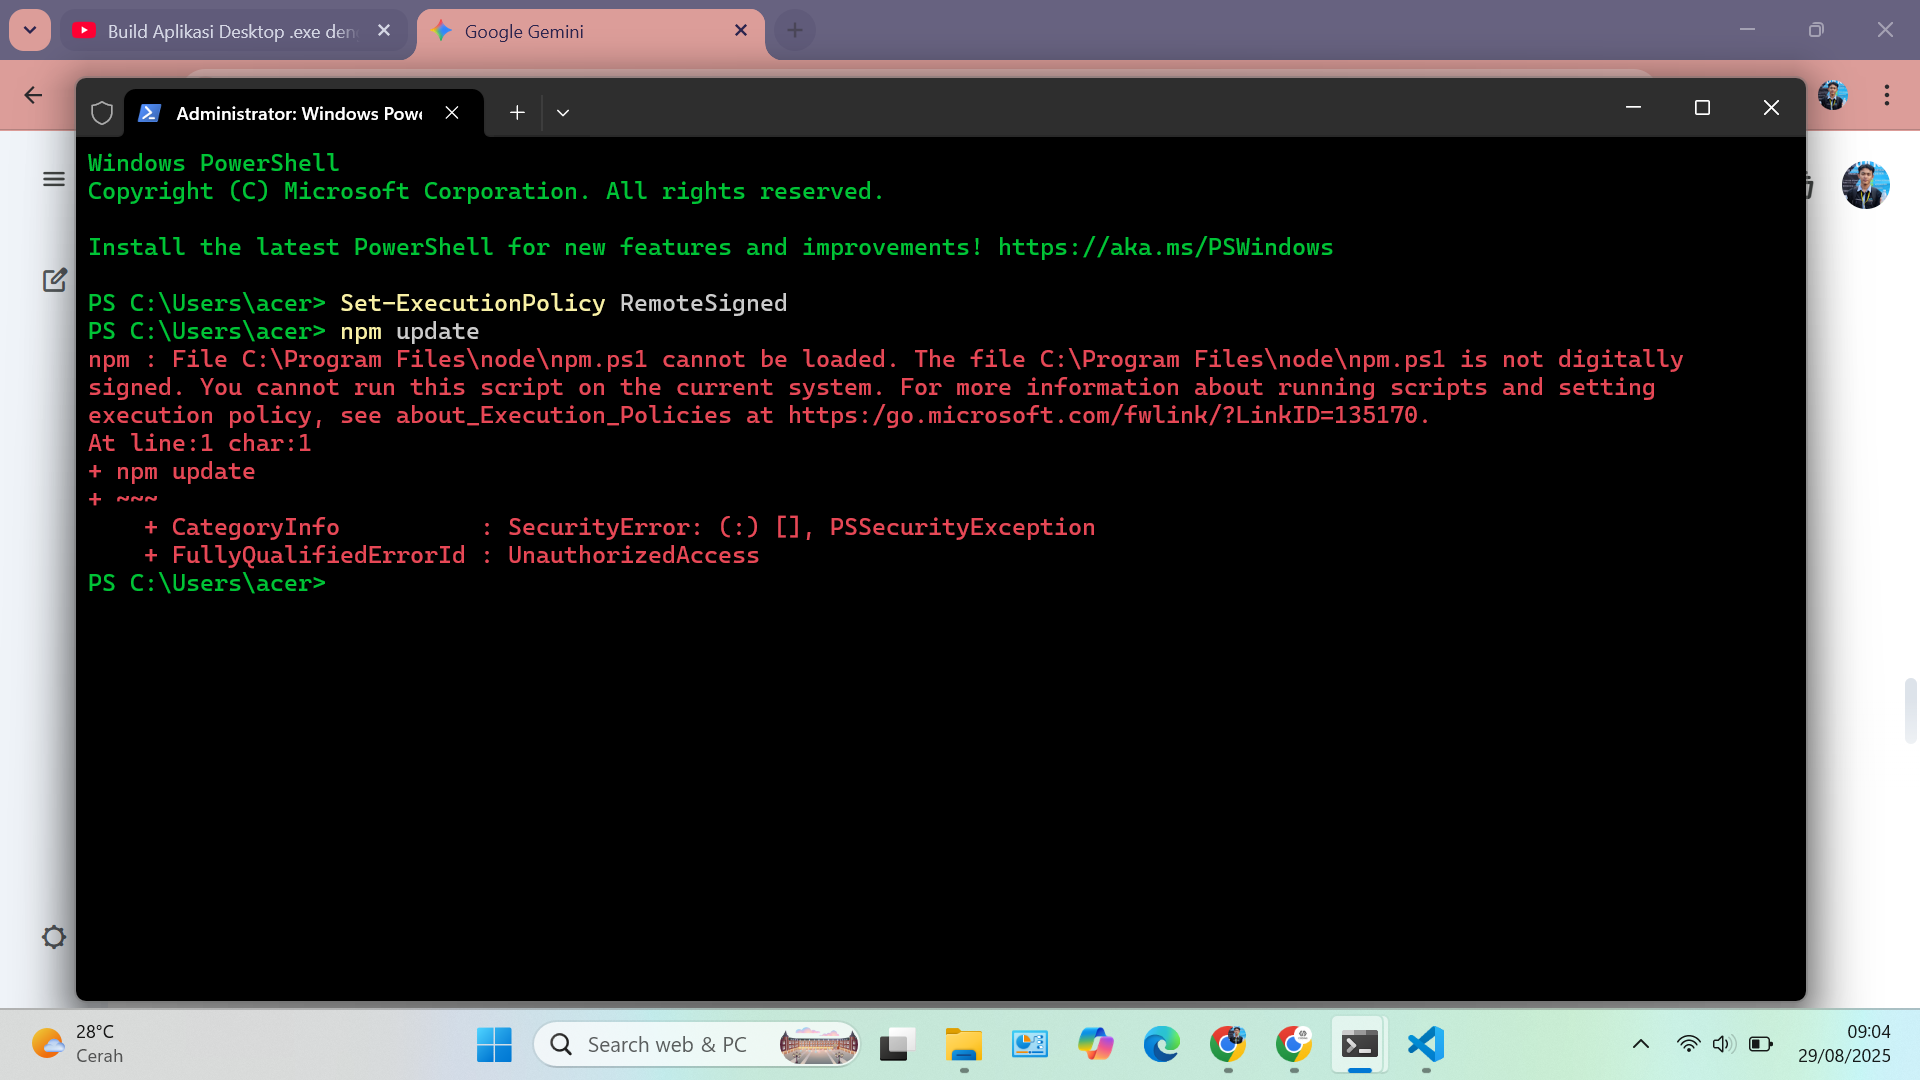 Build Aplikasi Desktop .exe den
Google Gemini
Administrator: Windows Pow
Windows PowerShell
Copyright (C) Microsoft Corporation. All rights reserved.
Install the latest PowerShell for new features and improvements! https://aka.ms/PSWindows
PS C:\Users\acer> Set-ExecutionPolicy RemoteSigned
PS C:\Users\acer> npm update
npm : File C:\Program Files\node\npm.ps1 cannot be loaded. The file C:\Program Files\node\npm.ps1 is not digitally
signed. You cannot run this script on the current system. For more information about running scripts and setting
execution policy, see about_Execution_Policies at https:/go.microsoft.com/fwlink/?LinkID=135170.
At line:1 char:1
+ npm update
+ ~~~
    + CategoryInfo          : SecurityError: (:) [], PSSecurityException
    + FullyQualifiedErrorId : UnauthorizedAccess
PS C:\Users\acer>
28°C
Cerah
Search web & PC
09:04
29/08/2025